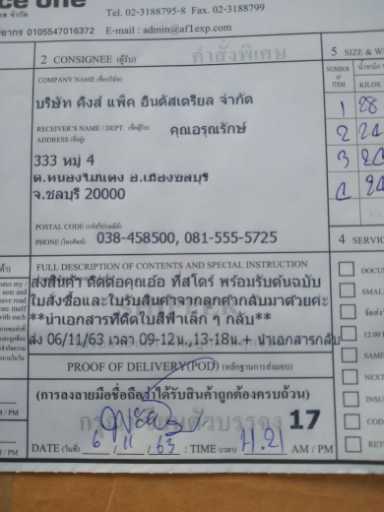 ce One
Tel. 02-3188795-8 Fax. 02-3188799
ยากร 0105547016372 E-mail : admin@af1exp.com
2 CONSIGNEE (ผู้รับ) คำสั่งพิเศษ
5 SIZE & W
COMPANY NAME (ชื่อบริษัท)
NUMBER of ITEM
KILOR
บริษัท คิงส์ แพ็ค อินดัสเตรียล จำกัด
1 28
RECEIVER'S NAME / DEPT. (ชื่อผู้รับ) คุณอรุณรักษ์
ADDRESS (ที่อยู่)
2
333 หมู่ 4
3
ต.หนองไม้แดง อ.เมืองชลบุรี
จ.ชลบุรี 20000
POSTAL CODE (รหัสไปรษณีย์)
PHONE (โทรศัพท์) 038-458500, 081-555-5725
4 SERVIC
FULL DESCRIPTION OF CONTENTS AND SPECIAL INSTRUCTION
DOCU
ส่งสินค้า ติดต่อคุณเอ๋อ ที่สโตร์ พร้อมรับต้นฉบับ
ใบสั่งซื้อและใบรับสินค้าจากลูกค้ากลับมาด้วยค่ะ
SMAL
**นำเอกสารที่ติดใบสีฟ้าเล็ก ๆ กลับ**
ส่ง 06/11/63 เวลา 09-12น.,13-18น.+ นำเอกสารกลับ
12:00
SAME
PROOF OF DELIVERY(POD) (หลักฐานการส่งมอบ)
NEXT
(การลงลายมือชื่อถือว่าได้รับสินค้าถูกต้องครบถ้วน)
INSU
17
COD
DATE (วันที่) 6 / 11 / 63 : TIME (เวลา) 11.21 AM / PM
RET